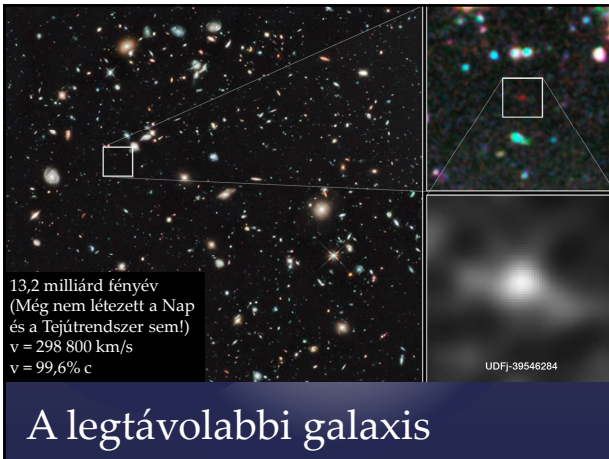 13,2 milliárd fényév
(Még nem létezett a Nap
és a Tejútrendszer sem!)
v = 298 800 km/s
v = 99,6% c
UDFj-39546284
A legtávolabbi galaxis